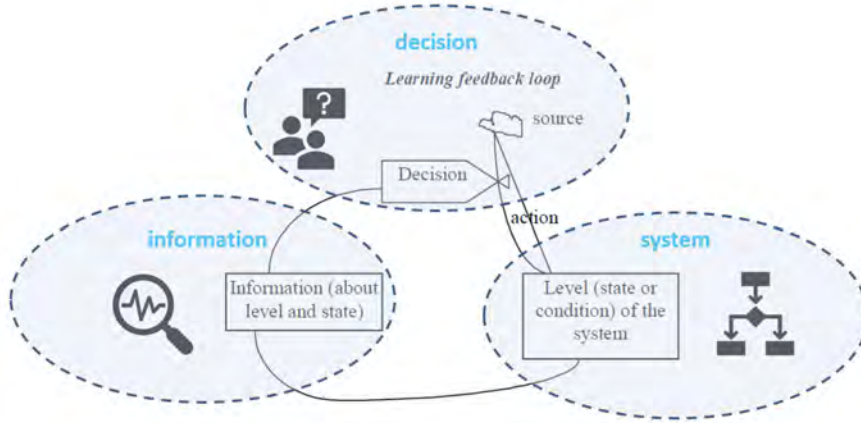 decision
Learning feedback loop
?
source
Decision
action
information
system
Information (about
level and state)
Level (state or
condition) of the
system